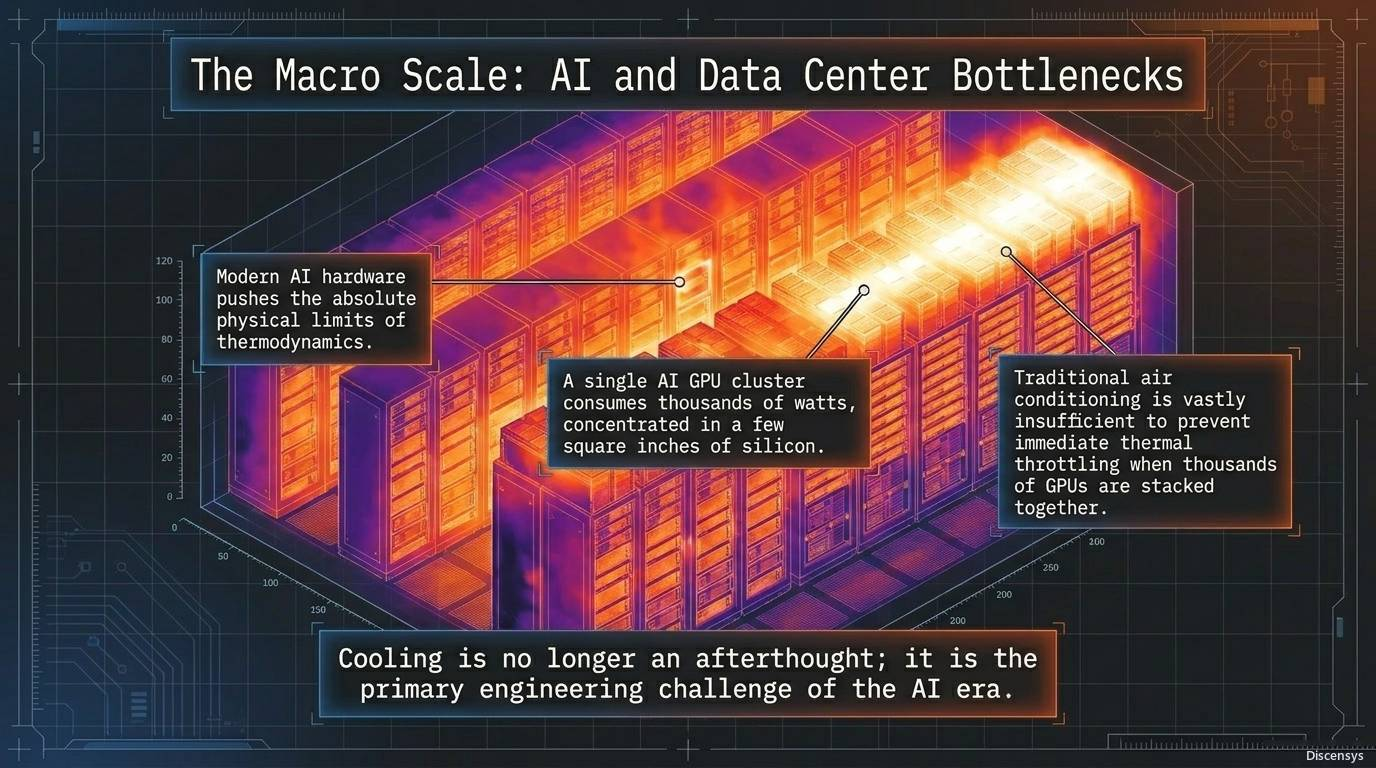 The Macro Scale: AI and Data Center Bottlenecks
Modern AI hardware
pushes the absolute
physical limits of
thermodynamics.
A single AI GPU cluster
consumes thousands of watts,
concentrated in a few
square inches of silicon.
Traditional air
conditioning is vastly
insufficient to prevent
immediate thermal
throttling when thousands
of GPUs are stacked
together.
120
100
80
60
40
20
0
0
50
100
150
200
200
260
200
Cooling is no longer an afterthought; it is the
primary engineering challenge of the AI era.
Discensys